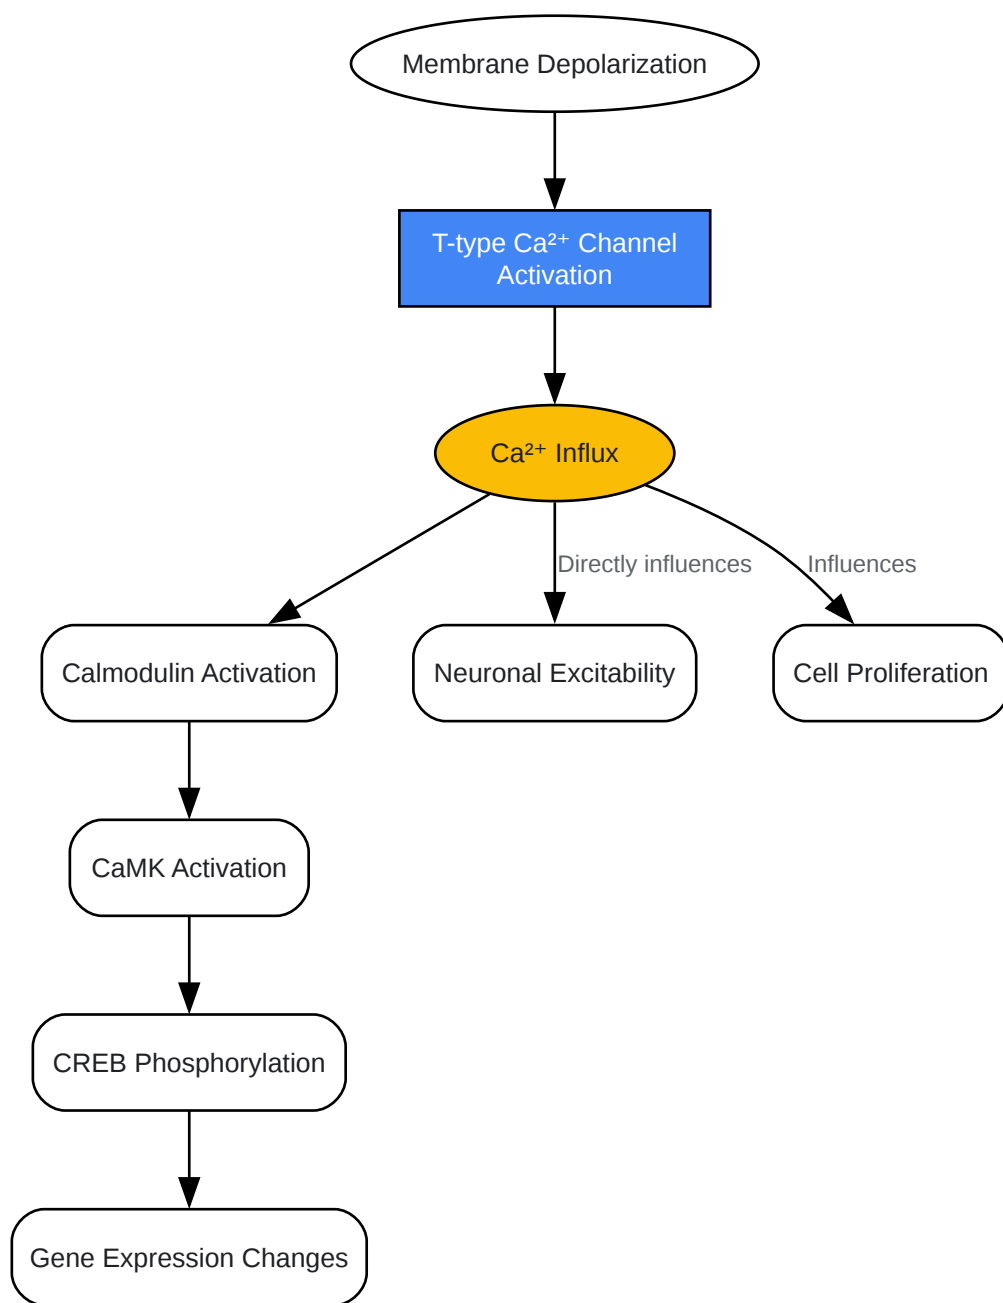 Membrane Depolarization
T-type Ca²⁺ Channel
Activation
Ca²⁺ Influx
Directly influences
Influences
Calmodulin Activation
Neuronal Excitability
Cell Proliferation
CaMK Activation
CREB Phosphorylation
Gene Expression Changes